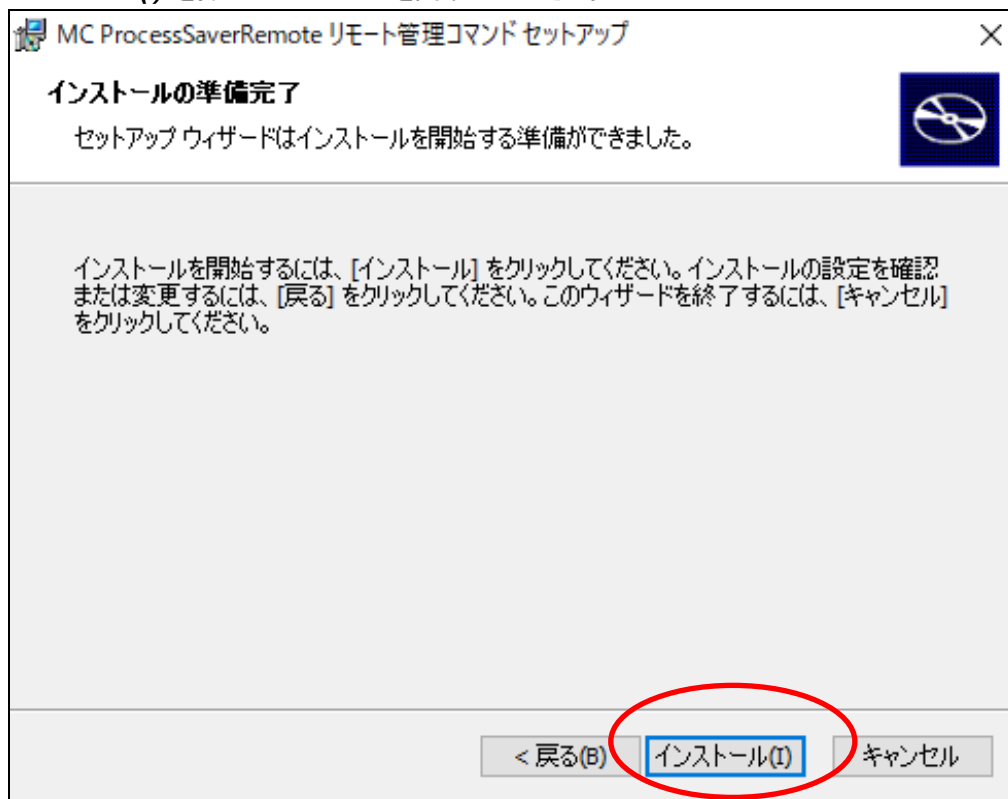 MC ProcessSaverRemote リモート管理コマンド セットアップ
インストールの準備完了
セットアップ ウィザードはインストールを開始する準備ができました。
インストールを開始するには、[インストール] をクリックしてください。インストールの設定を確認
または変更するには、[戻る] をクリックしてください。このウィザードを終了するには、[キャンセル]
をクリックしてください。
< 戻る(B)
インストール(I)
キャンセル